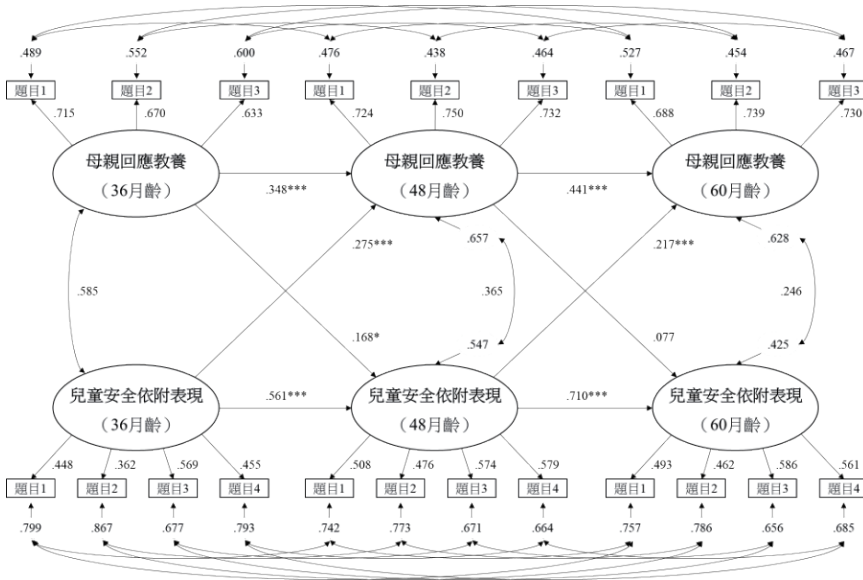 .489 .552 .600 .476 .438 .464 .527 .454 .467
題目1 題目2 題目3 題目1 題目2 題目3 題目1 題目2 題目3
.715 .670 .633 .724 .750 .732 .688 .739 .730
母親回應教養 母親回應教養 母親回應教養
（36月齡） （48月齡） （60月齡）
.348*** .441***
.275*** .657 .217*** .628
.585 .365 .246
.168* .547 .077 .425
兒童安全依附表現 兒童安全依附表現 兒童安全依附表現
.561*** .710***
（36月齡） （48月齡） （60月齡）
.448 .362 .569 .455 .508 .476 .574 .579 .493 .462 .586 .561
題目1 題目2 題目3 題目4 題目1 題目2 題目3 題目4 題目1 題目2 題目3 題目4
.799 .867 .677 .793 .742 .773 .671 .664 .757 .786 .656 .685